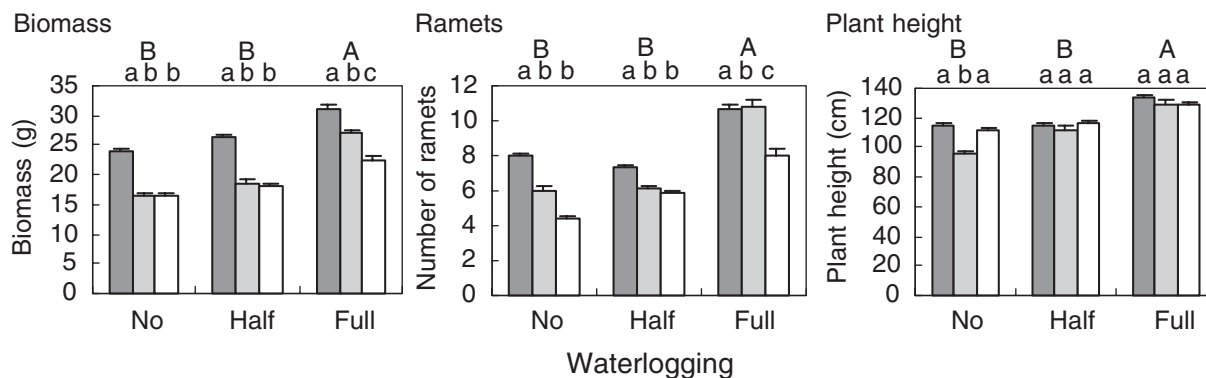 Biomass
B B A
a b b a b b a b c
Biomass (g)
35
30
25
20
15
10
5
0
No Half Full
Ramets
B B A
a b b a b b a b c
Number of ramets
12
10
8
6
4
2
0
No Half Full
Plant height
B B A
a b a a a a a a a
Plant height (cm)
140
120
100
80
60
40
20
0
No Half Full
Waterlogging